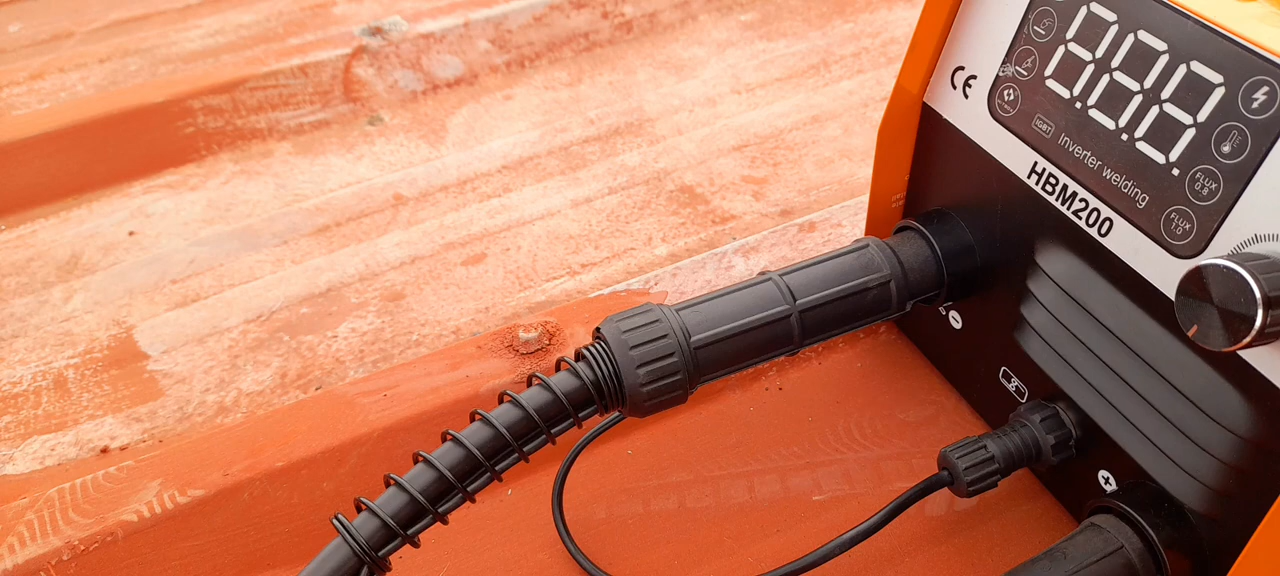 CE
8.8.8.
IGBT
Inverter welding
FLUX
0.8
FLUX
1.0
HBM200